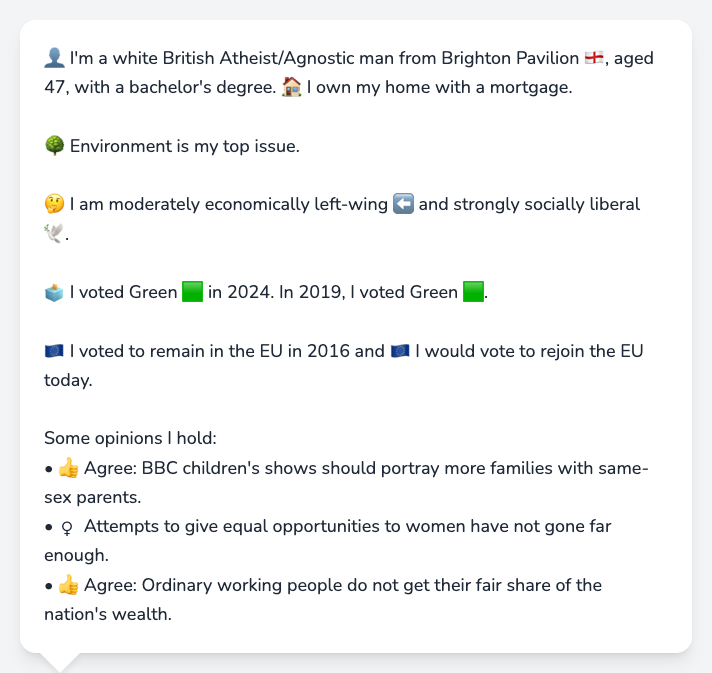 👤 I'm a white British Atheist/Agnostic man from Brighton Pavilion 🏴󠁧󠁢󠁥󠁮󠁧󠁿, aged
47, with a bachelor's degree. 🏠 I own my home with a mortgage.
🌳 Environment is my top issue.
🤔 I am moderately economically left-wing ⬅️ and strongly socially liberal
🕊️.
🗳️ I voted Green 🟩 in 2024. In 2019, I voted Green 🟩.
🇪🇺 I voted to remain in the EU in 2016 and 🇪🇺 I would vote to rejoin the EU
today.
Some opinions I hold:
• 👍 Agree: BBC children's shows should portray more families with same-
sex parents.
• ♀ Attempts to give equal opportunities to women have not gone far
enough.
• 👍 Agree: Ordinary working people do not get their fair share of the
nation's wealth.